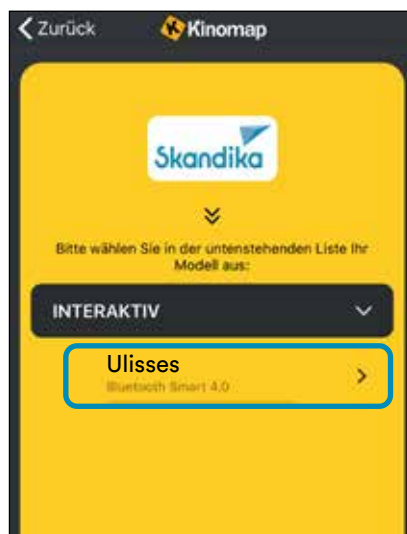 Zurück
Kinomap
Skandika
Bitte wählen Sie in der untenstehenden Liste Ihr
Modell aus:
INTERAKTIV
Ulisses
Bluetooth Smart 4.0